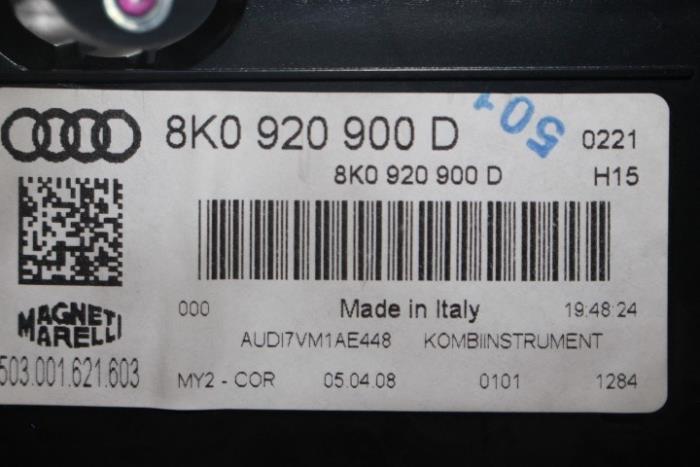 8K0 920 900 D
501
0221
8K0 920 900 D
H15
000 Made in Italy 19:48:24
MAGNETI
MARELLI
AUDI7VM1AE448 KOMBIINSTRUMENT
503.001.621.603
MY2 - COR 05.04.08 0101 1284